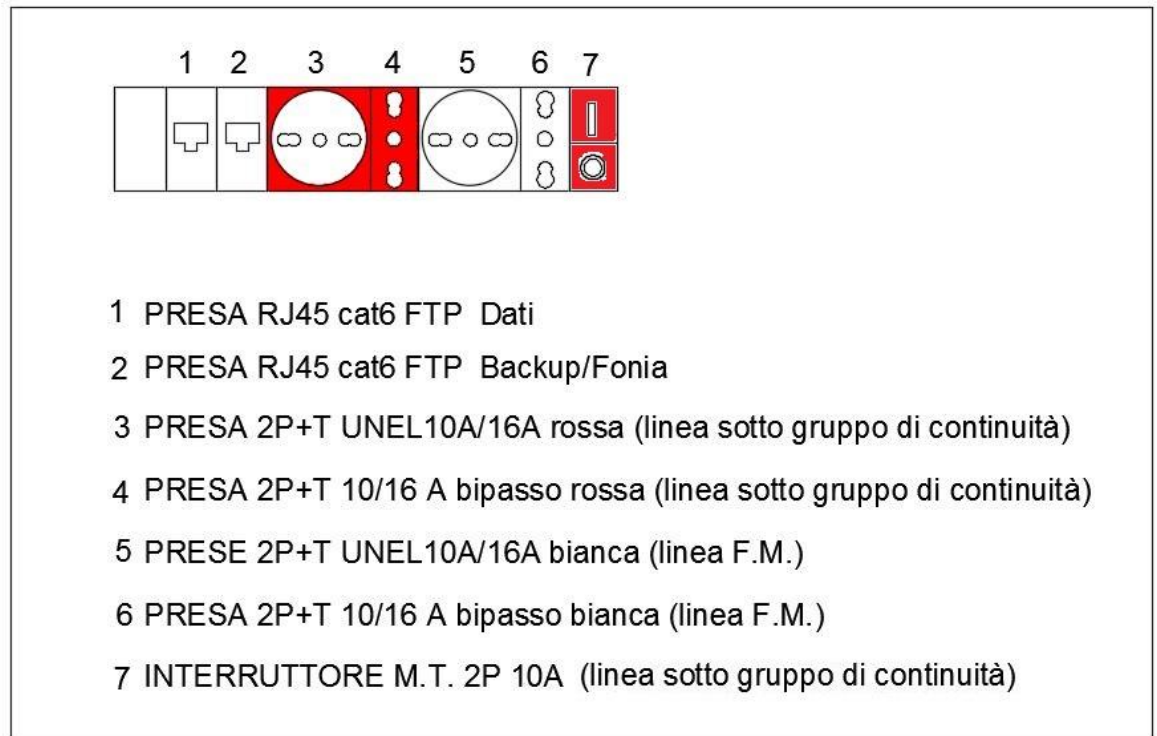 1 2 3 4 5 6 7
1 PRESA RJ45 cat6 FTP Dati
2 PRESA RJ45 cat6 FTP Backup/Fonia
3 PRESA 2P+T UNEL10A/16A rossa (linea sotto gruppo di continuità)
4 PRESA 2P+T 10/16 A bipasso rossa (linea sotto gruppo di continuità)
5 PRESE 2P+T UNEL10A/16A bianca (linea F.M.)
6 PRESA 2P+T 10/16 A bipasso bianca (linea F.M.)
7 INTERRUTTORE M.T. 2P 10A (linea sotto gruppo di continuità)